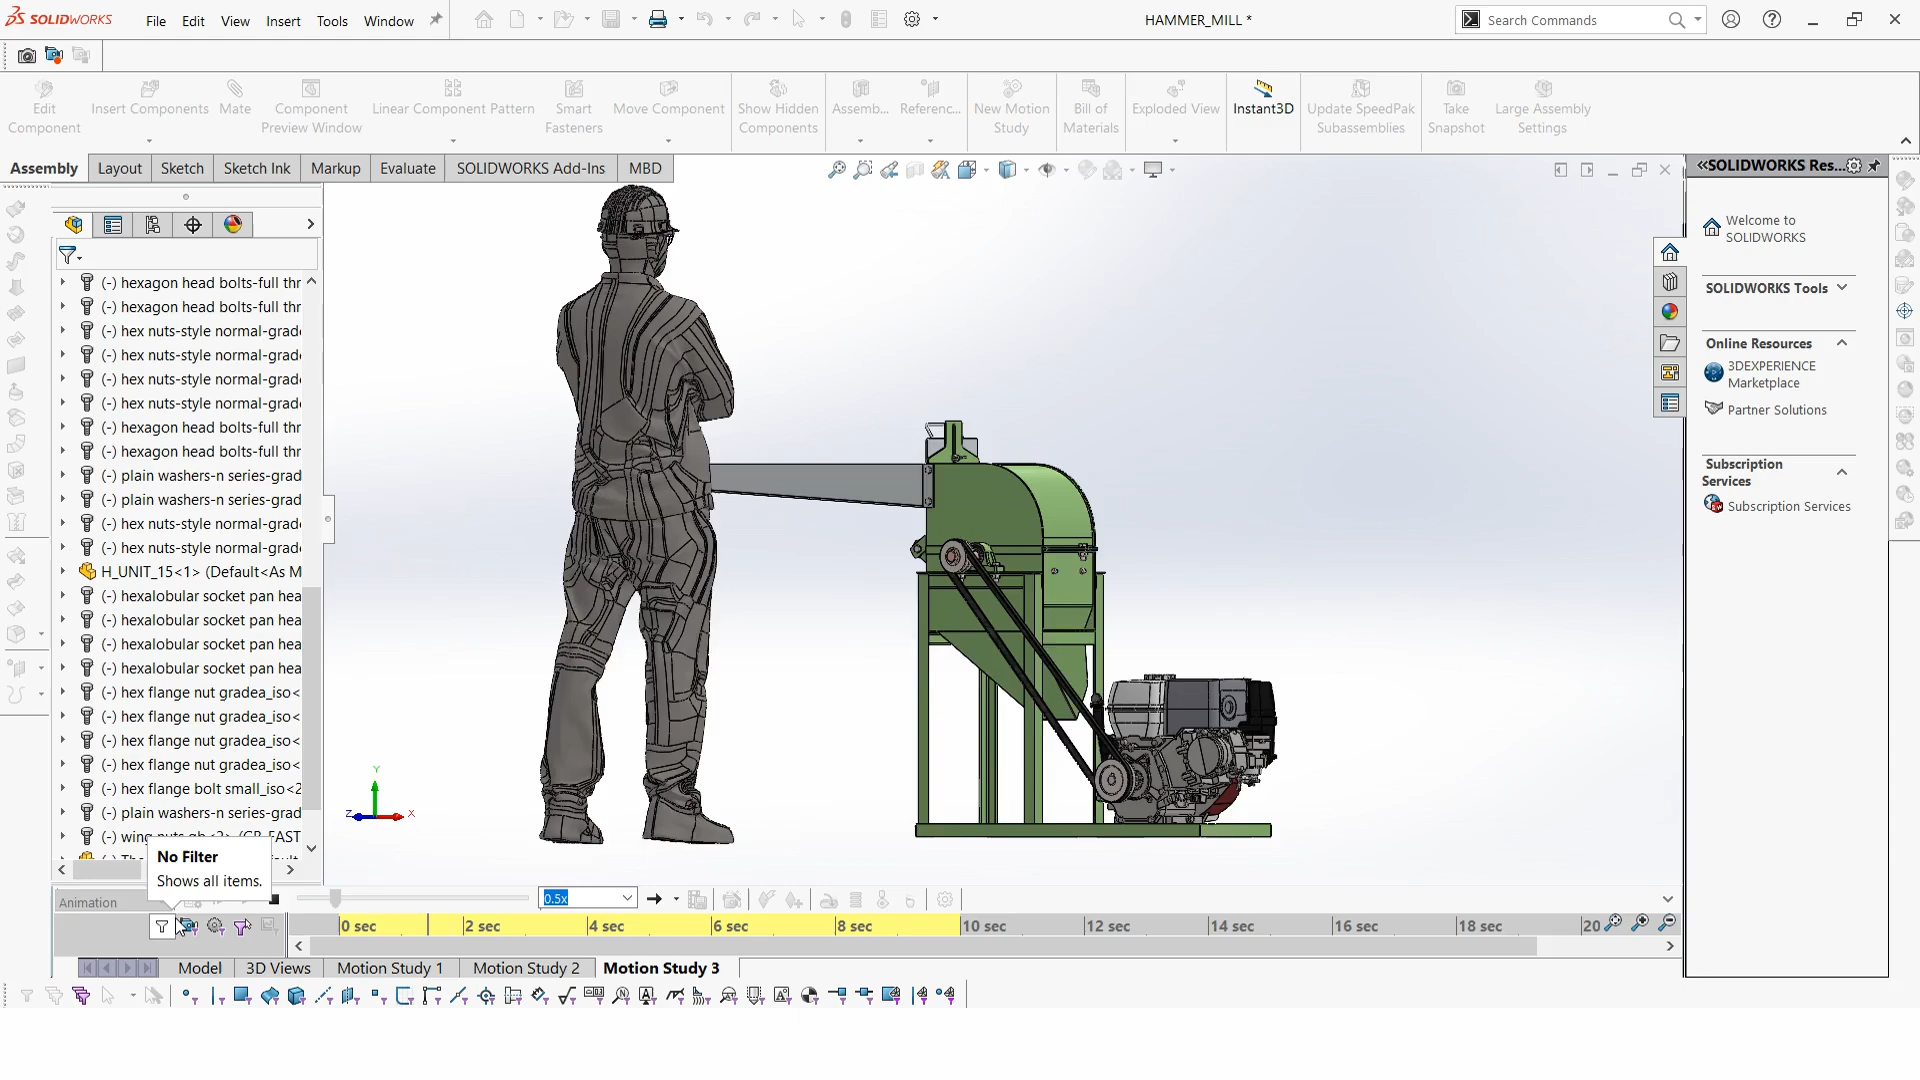 SOLIDWORKS
File Edit View Insert Tools Window
HAMMER_MILL *
Search Commands
Edit Component
Insert Components
Mate
Component Preview Window
Linear Component Pattern
Smart Fasteners
Move Component
Show Hidden Components
Assemb...
Referenc...
New Motion Study
Bill of Materials
Exploded View
Instant3D
Update SpeedPak Subassemblies
Take Snapshot
Large Assembly Settings
Assembly Layout Sketch Sketch Ink Markup Evaluate SOLIDWORKS Add-Ins MBD
(-) hexagon head bolts-full thr
(-) hexagon head bolts-full thr
(-) hex nuts-style normal-grade
(-) hex nuts-style normal-grade
(-) hex nuts-style normal-grade
(-) hex nuts-style normal-grade
(-) hexagon head bolts-full thr
(-) hexagon head bolts-full thr
(-) plain washers-n series-grad
(-) plain washers-n series-grad
(-) hex nuts-style normal-grade
(-) hex nuts-style normal-grade
H_UNIT_15<1> (Default<As M
(-) hexalobular socket pan hea
(-) hexalobular socket pan hea
(-) hexalobular socket pan hea
(-) hexalobular socket pan hea
(-) hex flange nut gradea_iso<
(-) hex flange nut gradea_iso<
(-) hex flange nut gradea_iso<
(-) hex flange nut gradea_iso<
(-) hex flange bolt small_iso<2
(-) plain washers-n series-grad
No Filter
Shows all items.
Y
Z X
Animation
0.5x
0 sec 2 sec 4 sec 6 sec 8 sec 10 sec 12 sec 14 sec 16 sec 18 sec 20
Model 3D Views Motion Study 1 Motion Study 2 Motion Study 3
SOLIDWORKS Res...
Welcome to
SOLIDWORKS
SOLIDWORKS Tools
Online Resources
3DEXPERIENCE
Marketplace
Partner Solutions
Subscription
Services
Subscription Services